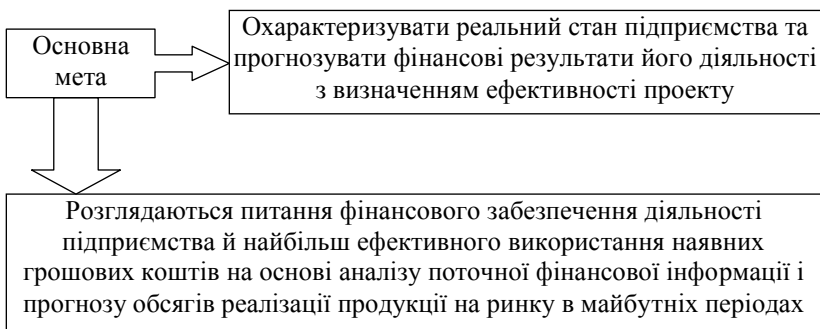 Основна
мета
Охарактеризувати реальний стан підприємства та
прогнозувати фінансові результати його діяльності
з визначенням ефективності проекту
Розглядаються питання фінансового забезпечення діяльності
підприємства й найбільш ефективного використання наявних
грошових коштів на основі аналізу поточної фінансової інформації і
прогнозу обсягів реалізації продукції на ринку в майбутніх періодах